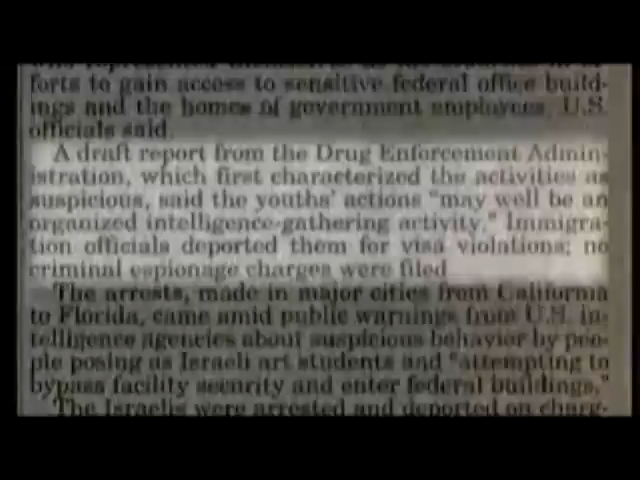 forts to gain access to sensitive federal office build-
ings and the homes of government employees, U.S.
officials said.
A draft report from the Drug Enforcement Admin-
istration, which first characterized the activities as
suspicious, said the youths' actions "may well be an
organized intelligence-gathering activity." Immigra-
tion officials deported them for visa violations; no
criminal espionage charges were filed
The arrests, made in major cities from California
to Florida, came amid public warnings from U.S. in-
telligence agencies about suspicious behavior by peo-
ple posing as Israeli art students and "attempting to
bypass facility security and enter federal buildings."
The Israelis were arrested and deported on charg-